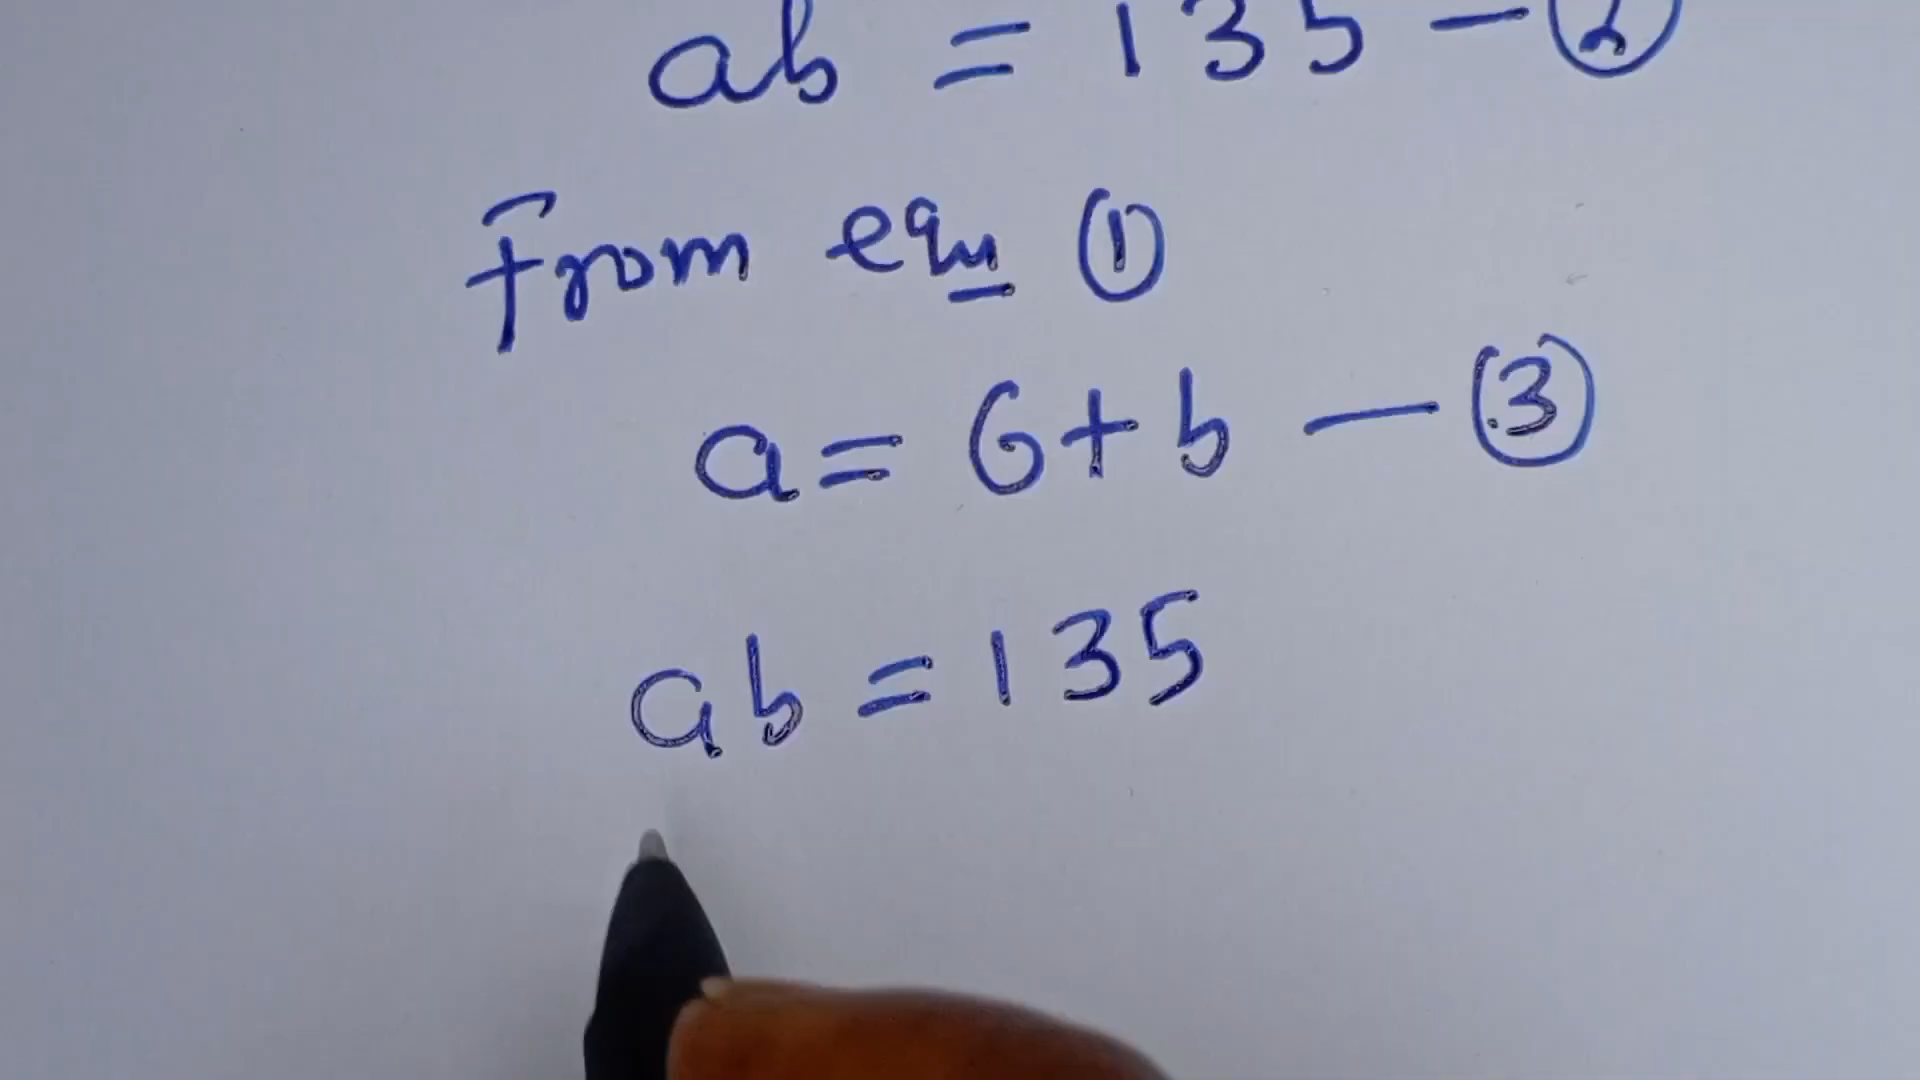 ab = 135 — ②
From eqn ①
a = 6 + b — ③
ab = 135